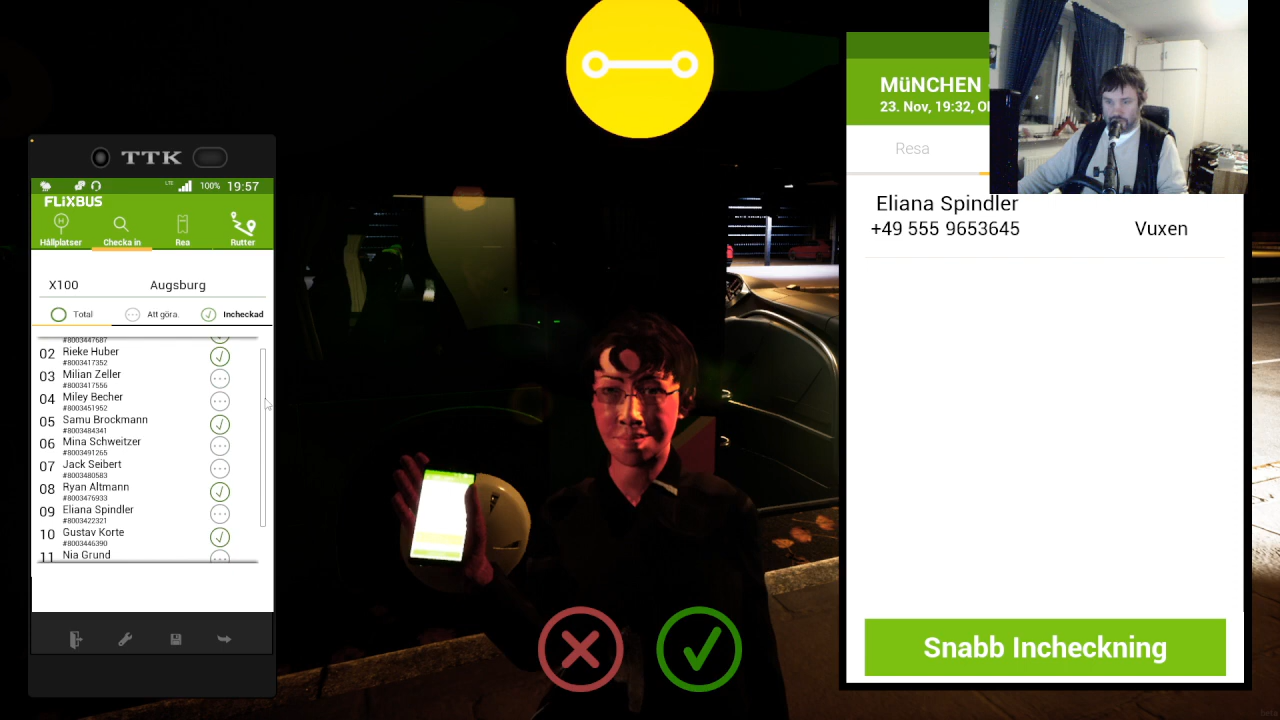 TTK
LTE 100% 19:57
FLiXBUS
Hållplatser Checka in Rea Rutter
X100 Augsburg
Total Att göra. Incheckad
#8003447687
02 Rieke Huber
#8003417352
03 Milian Zeller
#8003417556
04 Miley Becher
#8003451952
05 Samu Brockmann
#8003484341
06 Mina Schweitzer
#8003491265
07 Jack Seibert
#8003480583
08 Ryan Altmann
#8003476933
09 Eliana Spindler
#8003422321
10 Gustav Korte
#8003446390
11 Nia Grund
MüNCHEN
23. Nov, 19:32,
Resa
Eliana Spindler
+49 555 9653645 Vuxen
Snabb Incheckning